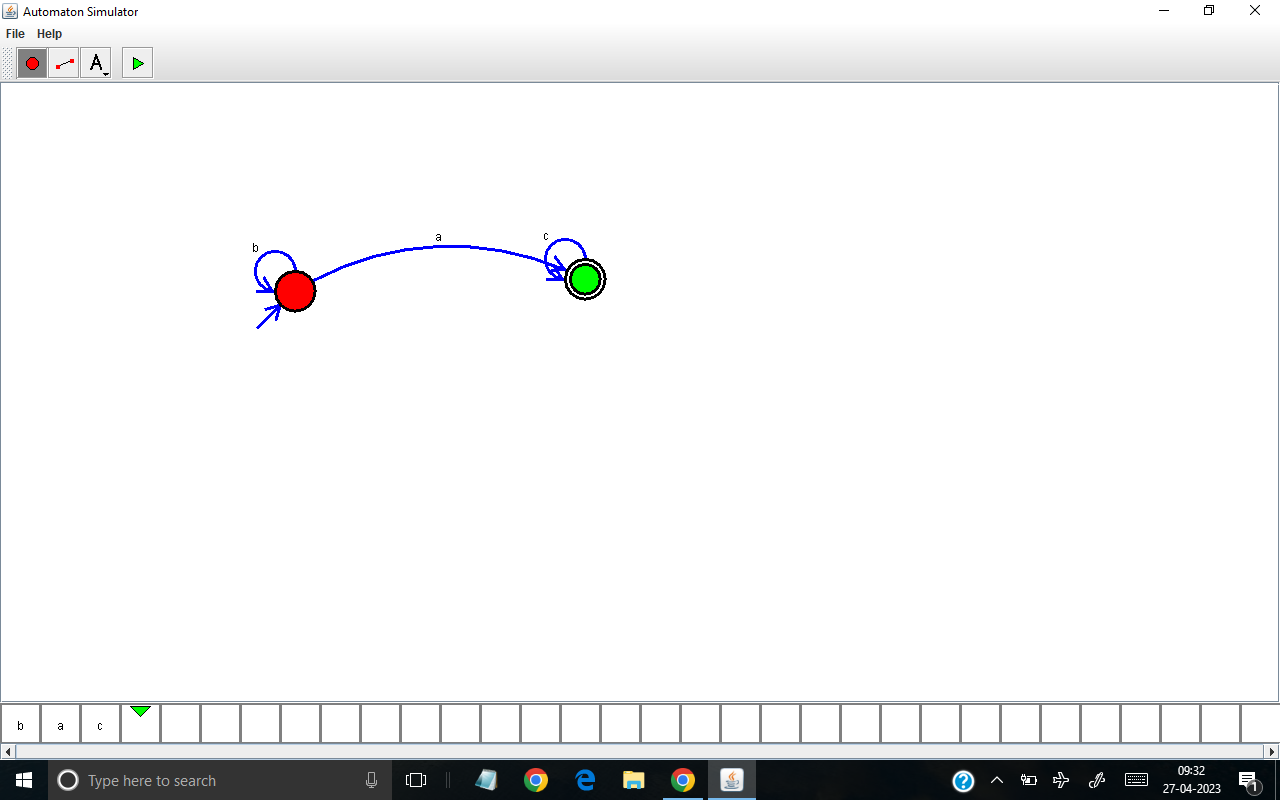 Automaton Simulator
File Help
A
b
a
c
b a c
Type here to search
09:32
27-04-2023
1